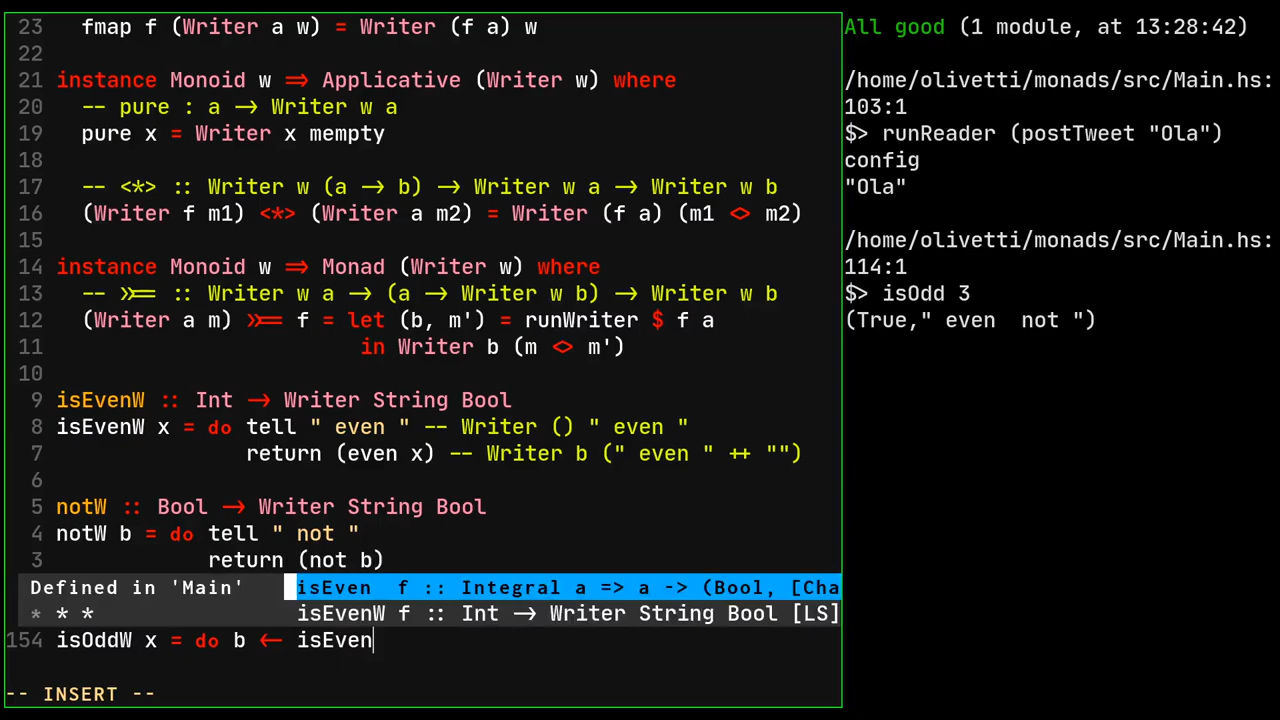 23   fmap f (Writer a w) = Writer (f a) w
22
21 instance Monoid w => Applicative (Writer w) where
20   -- pure : a -> Writer w a
19   pure x = Writer x mempty
18
17   -- <*> :: Writer w (a -> b) -> Writer w a -> Writer w b
16   (Writer f m1) <*> (Writer a m2) = Writer (f a) (m1 <> m2)
15
14 instance Monoid w => Monad (Writer w) where
13   -- >>= :: Writer w a -> (a -> Writer w b) -> Writer w b
12   (Writer a m) >>= f = let (b, m') = runWriter $ f a
11                         in Writer b (m <> m')
10
9 isEvenW :: Int -> Writer String Bool
8 isEvenW x = do tell " even " -- Writer () " even "
7                return (even x) -- Writer b (" even " ++ "")
6
5 notW :: Bool -> Writer String Bool
4 notW b = do tell " not "
3             return (not b)
Defined in 'Main'    isEven  f :: Integral a => a -> (Bool, [Cha
* * *                isEvenW f :: Int -> Writer String Bool [LS]
154 isOddW x = do b <- isEven
-- INSERT --
All good (1 module, at 13:28:42)
/home/olivetti/monads/src/Main.hs:
103:1
$> runReader (postTweet "Ola")
config
"Ola"
/home/olivetti/monads/src/Main.hs:
114:1
$> isOdd 3
(True," even  not ")